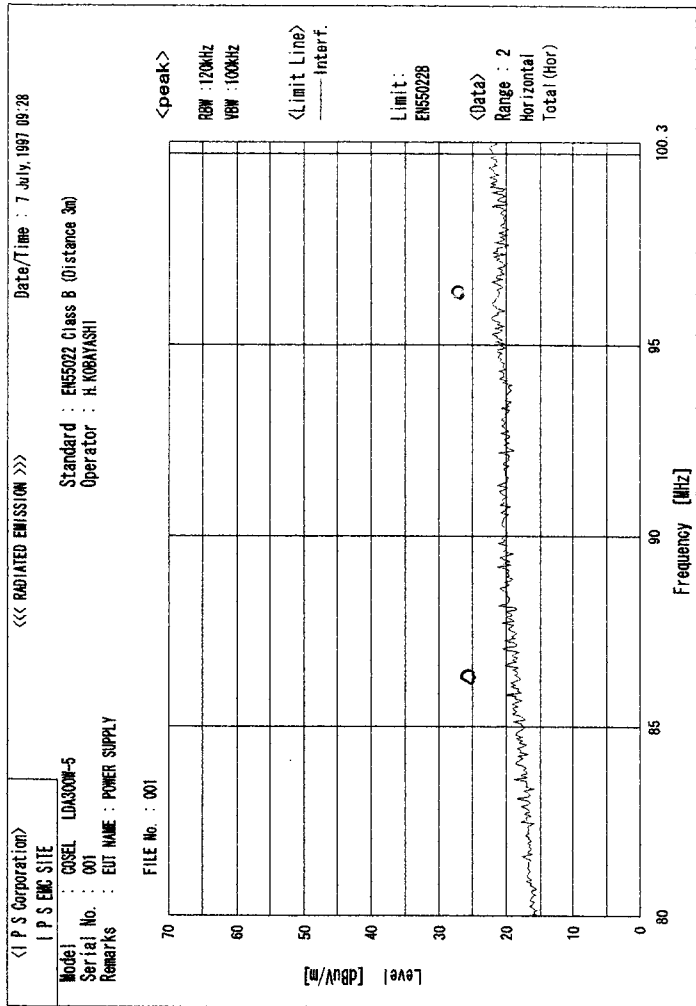 <I P S Corporation>
I P S EMC SITE
<<< RADIATED EMISSION >>>
Date/Time : 7 July,1997 09:28
Model : COSEL LDA300W-5
Serial No. : 001
Remarks : EUT NAME : POWER SUPPLY
Standard : EN55022 Class B (Distance 3m)
Operator : H.KOBAYASHI
FILE No. : 001
<peak>
RBW :120kHz
VBW :100kHz
<Limit Line>
Interf.
Limit:
EN55022B
<Data>
Range : 2
Horizontal
Total(Hor)
Level [dBuV/m]
70
60
50
40
30
20
10
0
80
85
90
95
100.3
Frequency [MHz]